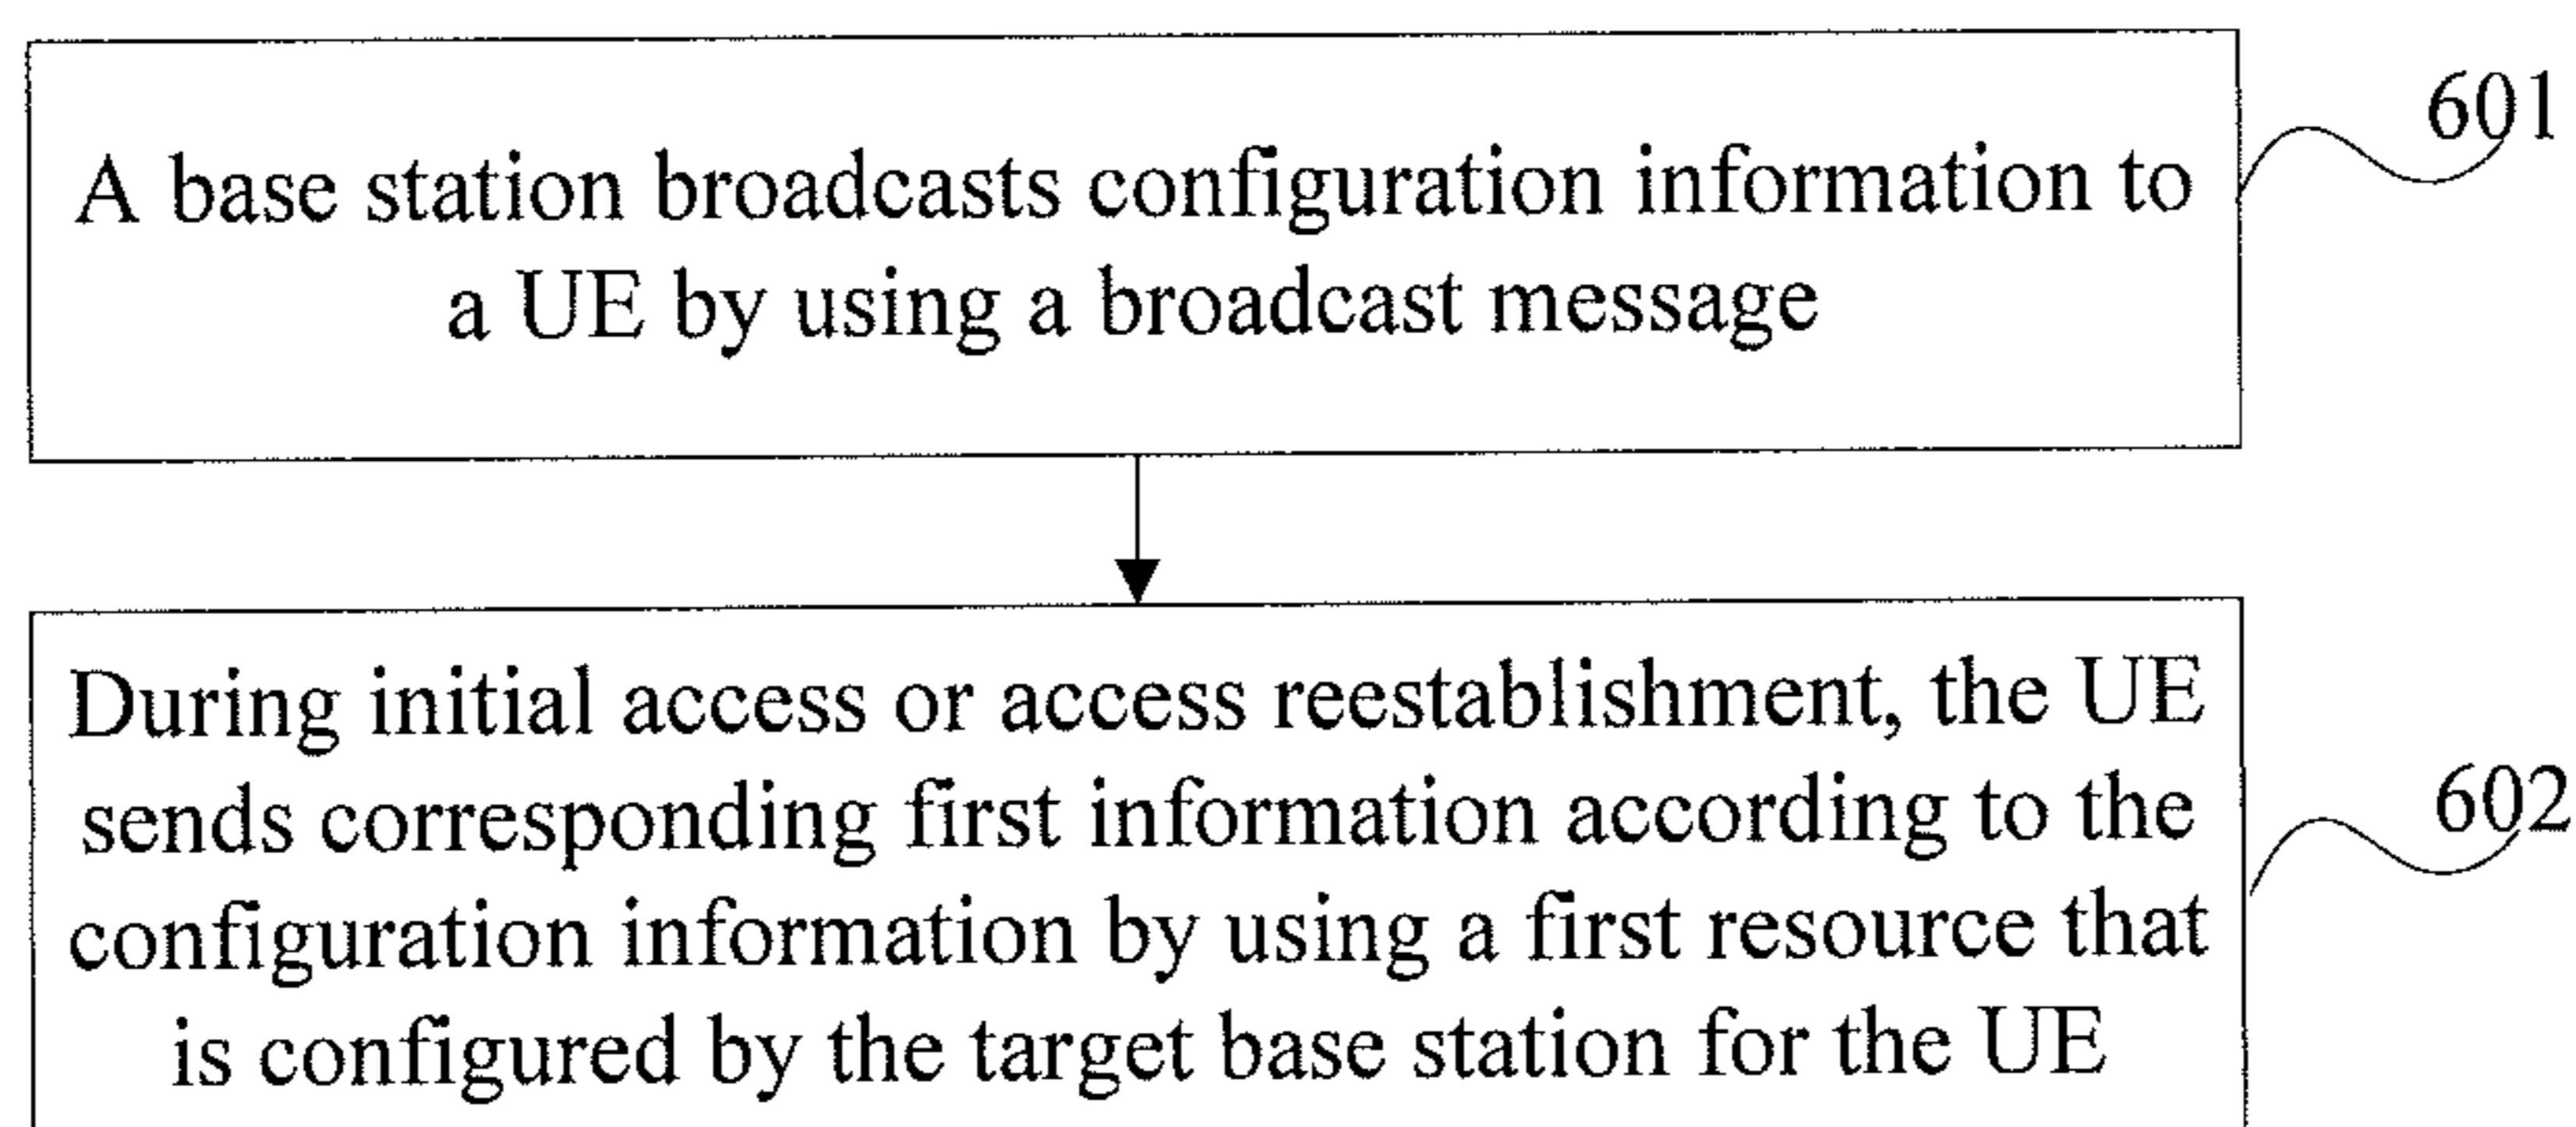 A base station broadcasts configuration information to
a UE by using a broadcast message
601
During initial access or access reestablishment, the UE
sends corresponding first information according to the
configuration information by using a first resource that
is configured by the target base station for the UE
602